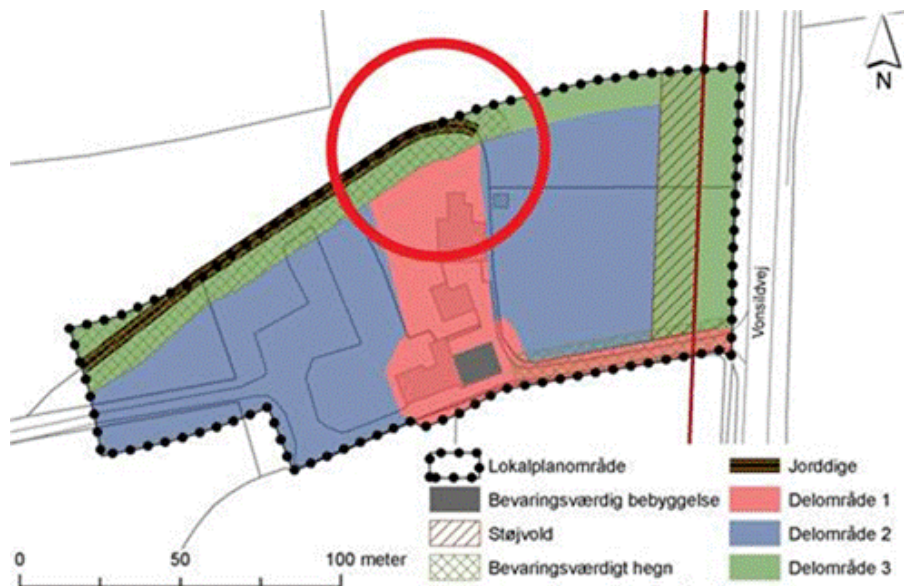 N
Vonsildvej
Lokalplanområde
Bevaringsværdig bebyggelse
Støjvold
Bevaringsværdigt hegn
Jorddige
Delområde 1
Delområde 2
Delområde 3
0 50 100 meter